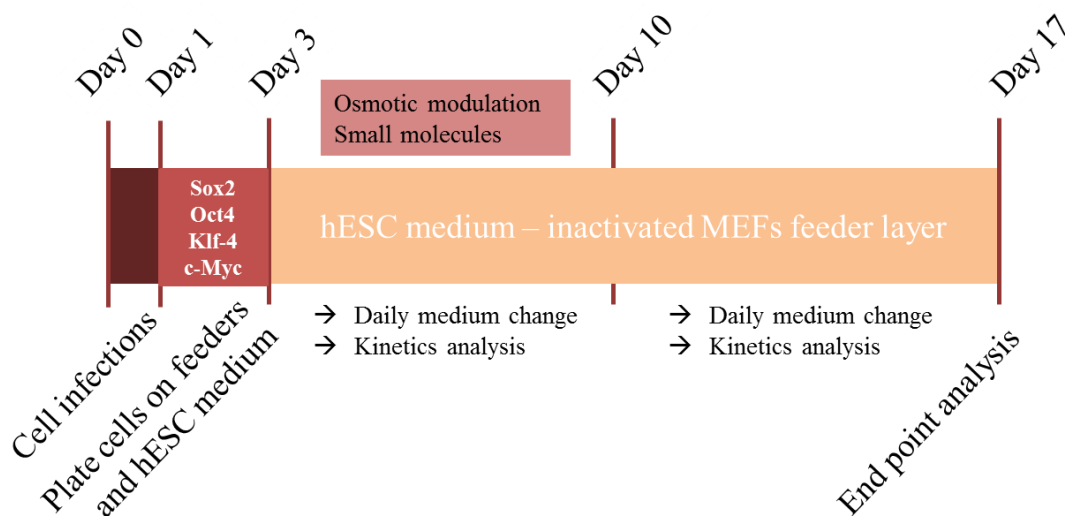 Day 0
Day 1
Day 3
Day 10
Day 17
Osmotic modulation
Small molecules
Sox2
Oct4
Klf-4
c-Myc
hESC medium – inactivated MEFs feeder layer
→ Daily medium change
→ Kinetics analysis
→ Daily medium change
→ Kinetics analysis
Cell infections
Plate cells on feeders
and hESC medium
End point analysis